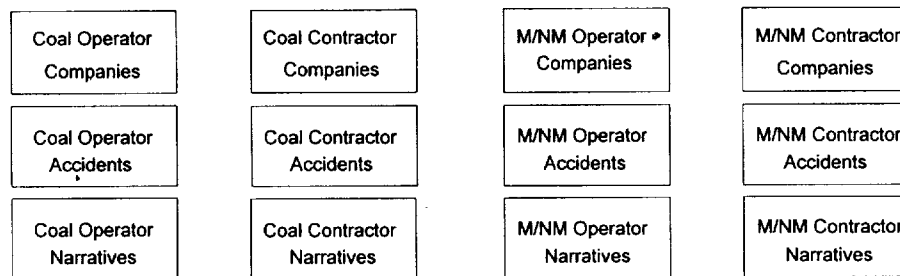 Coal Operator
Companies
Coal Contractor
Companies
M/NM Operator
Companies
M/NM Contractor
Companies
Coal Operator
Accidents
Coal Contractor
Accidents
M/NM Operator
Accidents
M/NM Contractor
Accidents
Coal Operator
Narratives
Coal Contractor
Narratives
M/NM Operator
Narratives
M/NM Contractor
Narratives